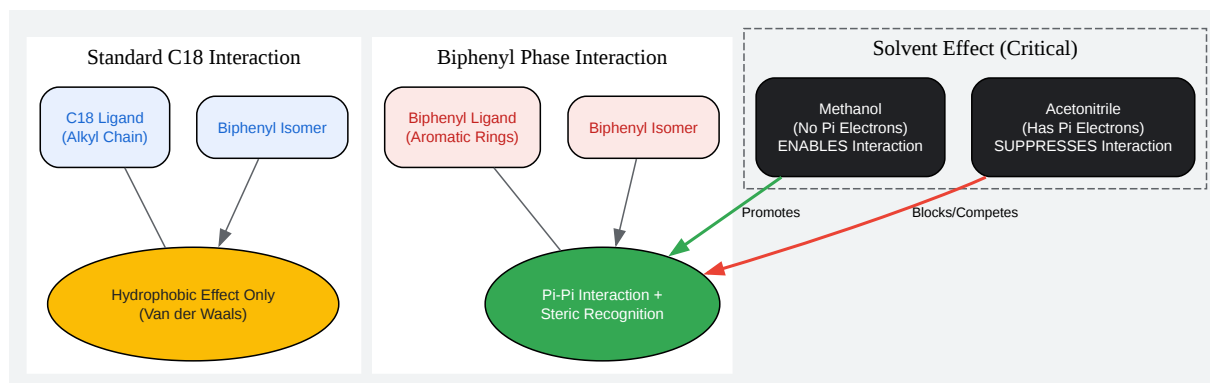 Standard C18 Interaction
C18 Ligand
(Alkyl Chain)
Biphenyl Isomer
Hydrophobic Effect Only
(Van der Waals)
Biphenyl Phase Interaction
Biphenyl Ligand
(Aromatic Rings)
Biphenyl Isomer
Pi-Pi Interaction +
Steric Recognition
Solvent Effect (Critical)
Methanol
(No Pi Electrons)
ENABLES Interaction
Acetonitrile
(Has Pi Electrons)
SUPPRESSES Interaction
Promotes
Blocks/Competes